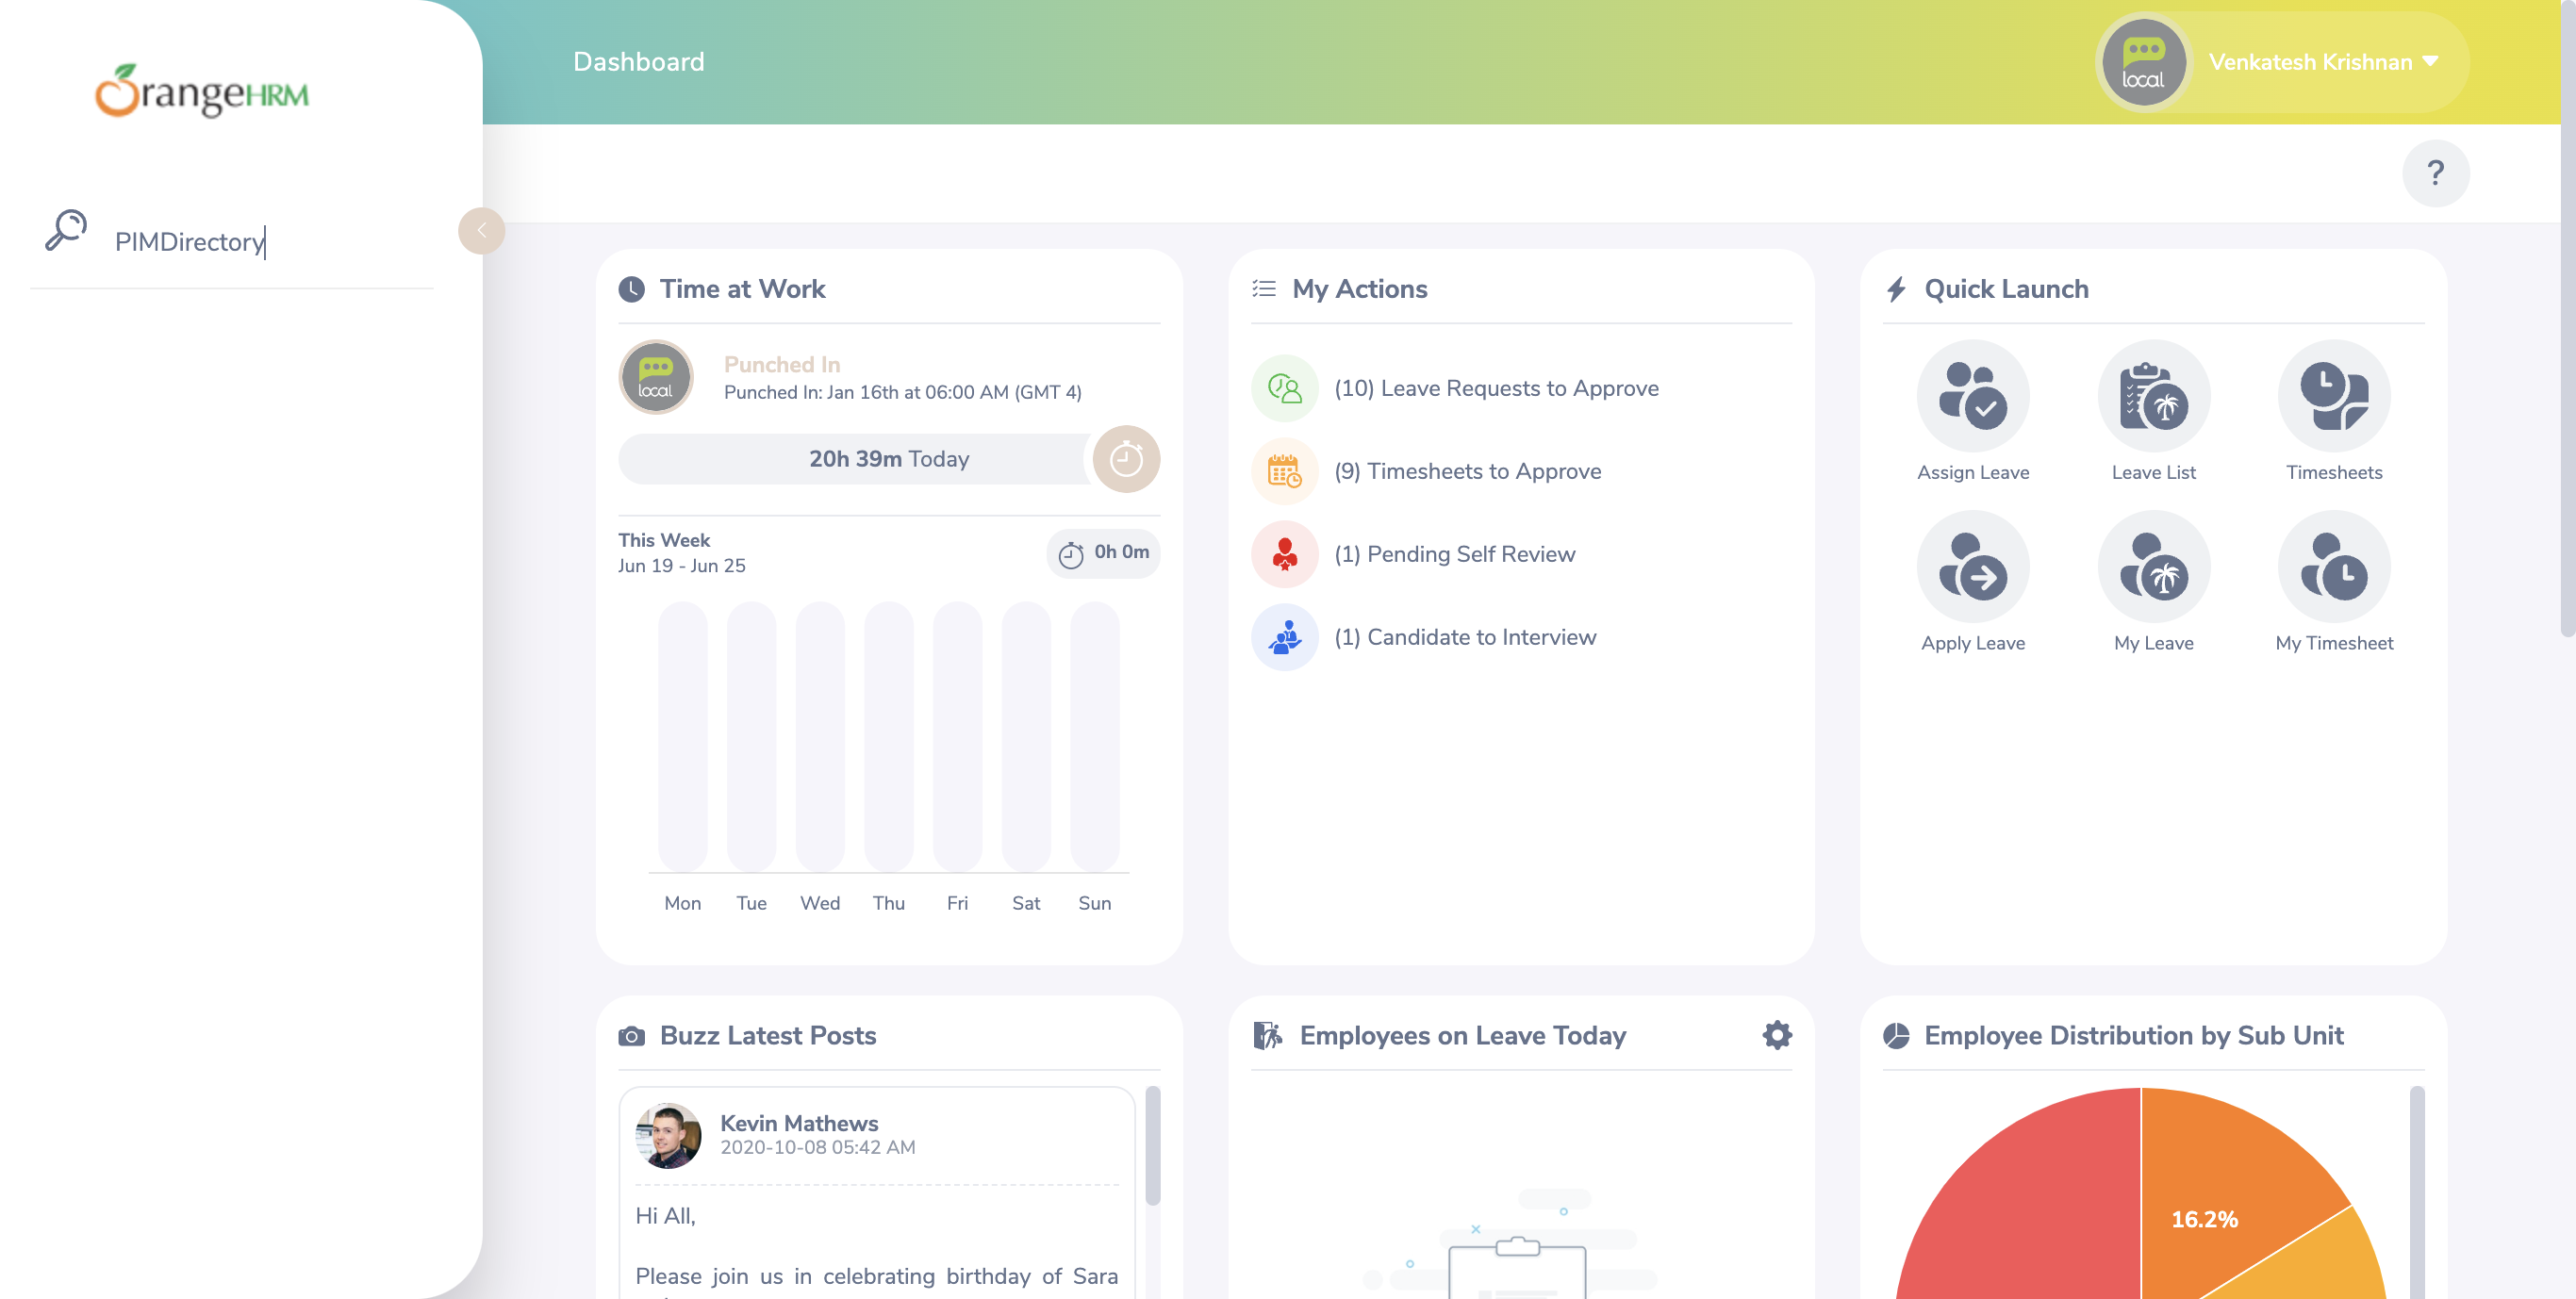 OrangeHRM
PIMDirectory
Dashboard
local
Venkatesh Krishnan
?
Time at Work
local
Punched In
Punched In: Jan 16th at 06:00 AM (GMT 4)
20h 39m Today
This Week
Jun 19 - Jun 25
0h 0m
Mon Tue Wed Thu Fri Sat Sun
My Actions
(10) Leave Requests to Approve
(9) Timesheets to Approve
(1) Pending Self Review
(1) Candidate to Interview
Quick Launch
Assign Leave Leave List Timesheets
Apply Leave My Leave My Timesheet
Buzz Latest Posts
Kevin Mathews
2020-10-08 05:42 AM
Hi All,
Please join us in celebrating birthday of Sara
Employees on Leave Today
Employee Distribution by Sub Unit
16.2%